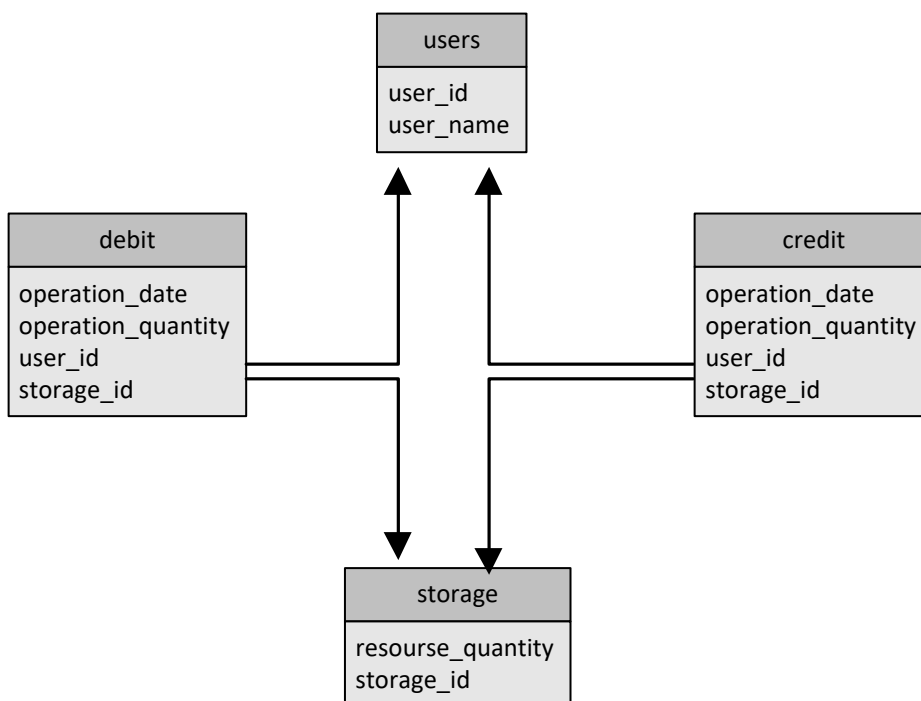 users
user_id
user_name
debit
operation_date
operation_quantity
user_id
storage_id
credit
operation_date
operation_quantity
user_id
storage_id
storage
resourse_quantity
storage_id